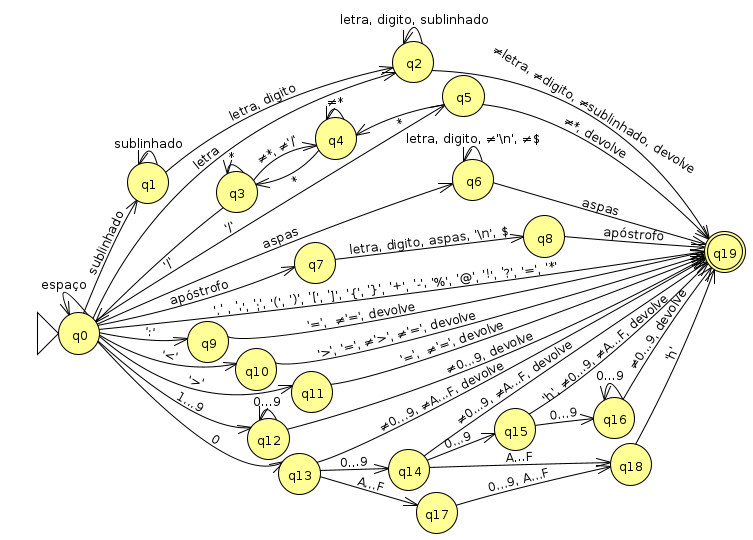 letra, digito, sublinhado
q2
≠letra, ≠digito, ≠sublinhado, devolve
letra, digito
q5
≠*
*
≠*, devolve
sublinhado
letra
q4
letra, digito, ≠'\n', ≠$
≠*, ≠'/'
*
q1
q3
*
q6
aspas
sublinhado
'/'
aspas
letra, digito, aspas, '\n', $
q8
apóstrofo
q19
'/'
q7
espaço
apóstrofo
'.', ',', ';', '(', ')', '[', ']', '{', '}', '+', '-', '%', '@', '!', '?', '=', '*'
q0
':'
q9
'=', ≠'=', devolve
'<'
q10
'>', '=', ≠'>', ≠'=', devolve
'>'
q11
'=', ≠'=', devolve
1...9
0...9
q12
≠0...9, devolve
0
q13
≠0...9, ≠A...F, devolve
0...9
q14
≠0...9, ≠A...F, devolve
0...9
q15
'h', ≠0...9, ≠A...F, devolve
0...9
0...9
q16
≠0...9, devolve
A...F
q17
A...F
0...9, A...F
q18
'h'